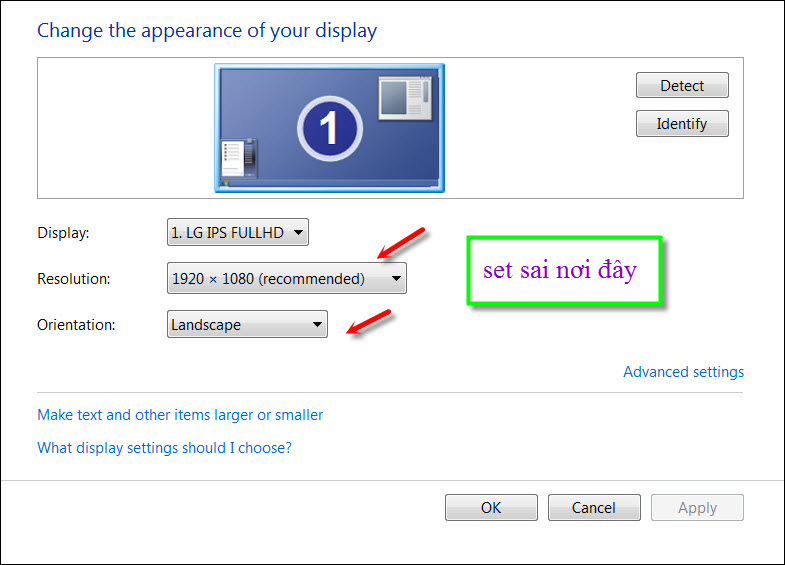 Change the appearance of your display
1
Detect
Identify
Display: 1. LG IPS FULLHD
Resolution: 1920 × 1080 (recommended)
set sai nơi đây
Orientation: Landscape
Advanced settings
Make text and other items larger or smaller
What display settings should I choose?
OK Cancel Apply